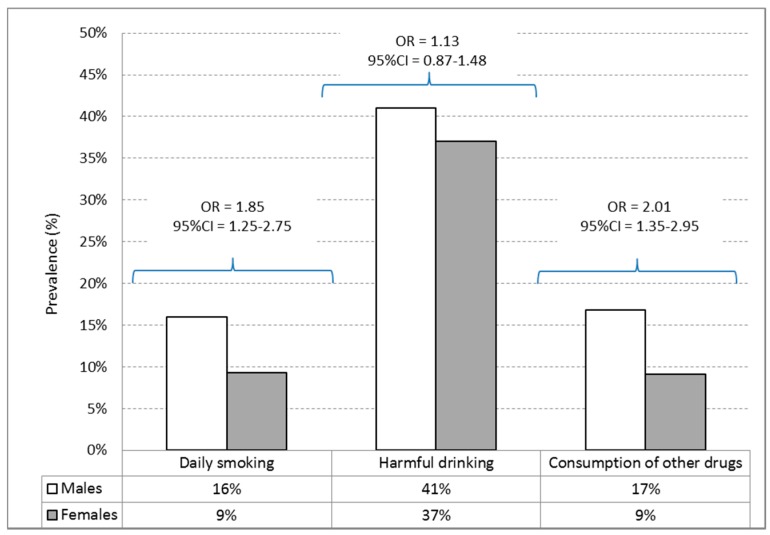 50%
OR = 1.13
95%CI = 0.87-1.48
45%
40%
35%
30%
OR = 1.85
95%CI = 1.25-2.75
OR = 2.01
95%CI = 1.35-2.95
25%
20%
15%
10%
5%
0%
Prevalence (%)
Daily smoking Harmful drinking Consumption of other drugs
Males 16% 41% 17%
Females 9% 37% 9%